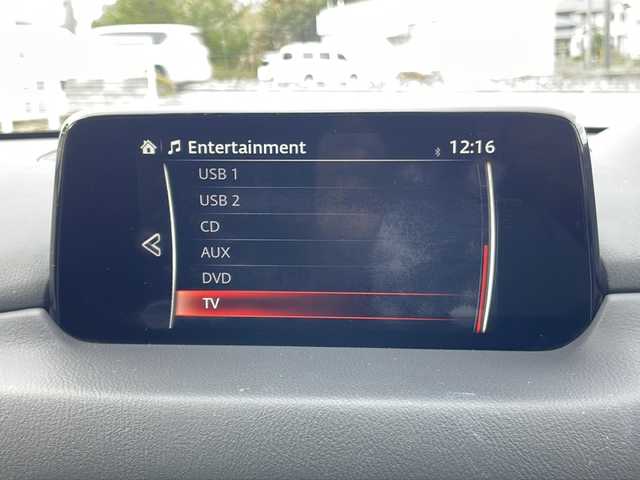 Entertainment 12:16
USB 1
USB 2
CD
AUX
DVD
TV